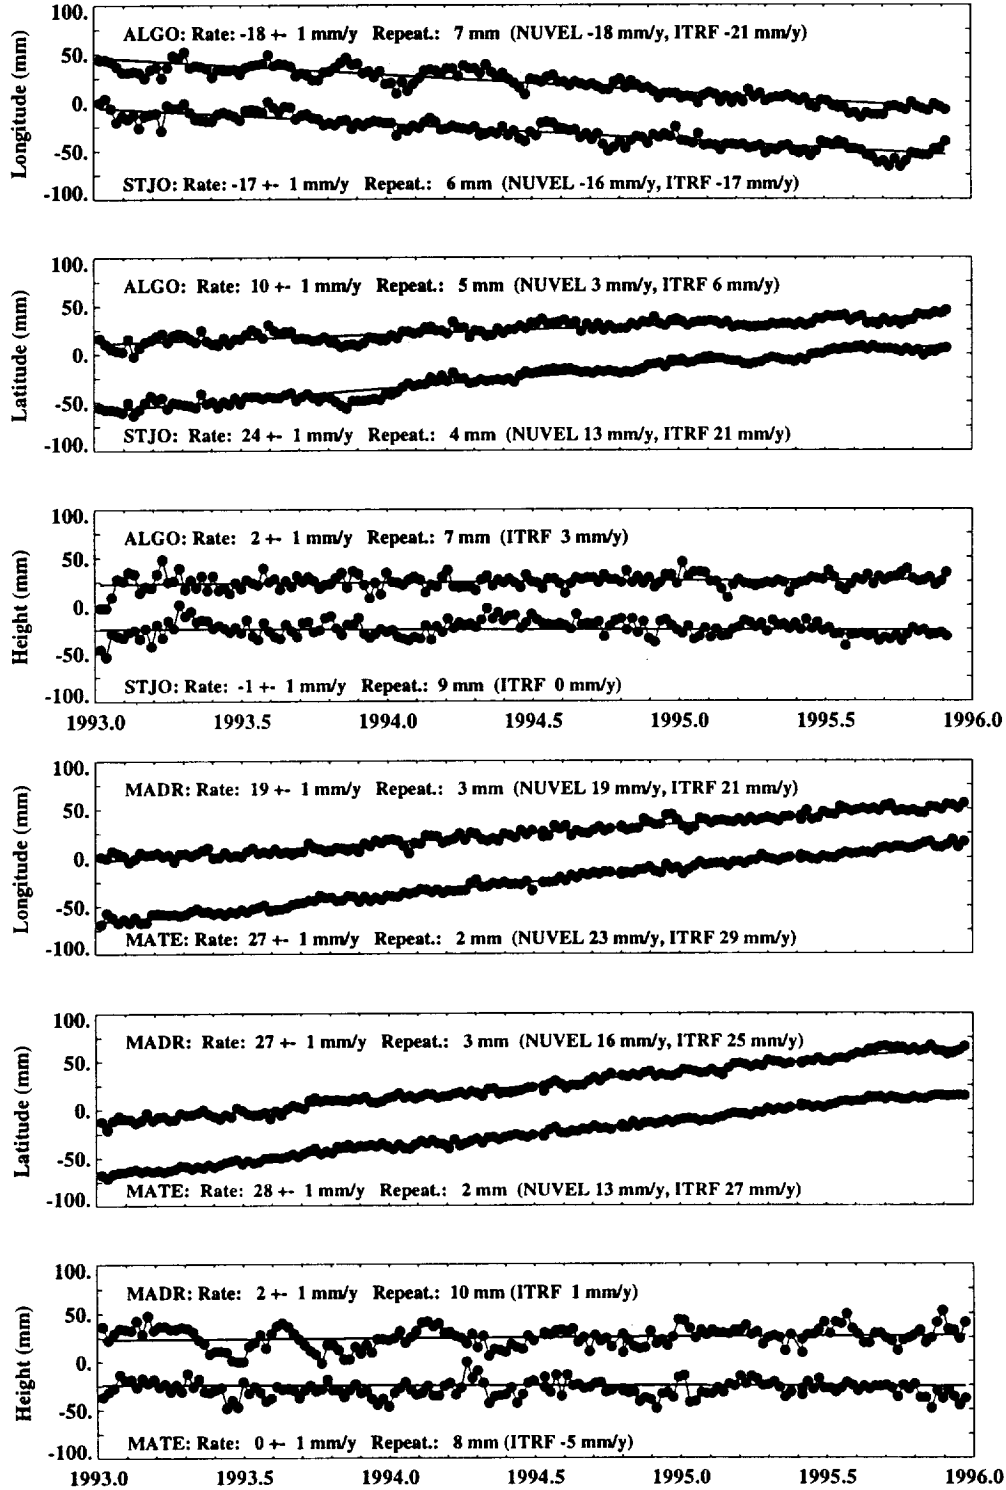 ALGO: Rate: -18 +- 1 mm/y Repeat.: 7 mm (NUVEL -18 mm/y, ITRF -21 mm/y)
Longitude (mm)
50.
0.
-50.
-100.
STJO: Rate: -17 +- 1 mm/y Repeat.: 6 mm (NUVEL -16 mm/y, ITRF -17 mm/y)
100.
ALGO: Rate: 10 +- 1 mm/y Repeat.: 5 mm (NUVEL 3 mm/y, ITRF 6 mm/y)
Latitude (mm)
50.
0.
-50.
-100.
STJO: Rate: 24 +- 1 mm/y Repeat.: 4 mm (NUVEL 13 mm/y, ITRF 21 mm/y)
100.
ALGO: Rate: 2 +- 1 mm/y Repeat.: 7 mm (ITRF 3 mm/y)
Height (mm)
50.
0.
-50.
-100.
STJO: Rate: -1 +- 1 mm/y Repeat.: 9 mm (ITRF 0 mm/y)
1993.0 1993.5 1994.0 1994.5 1995.0 1995.5 1996.0
100.
MADR: Rate: 19 +- 1 mm/y Repeat.: 3 mm (NUVEL 19 mm/y, ITRF 21 mm/y)
Longitude (mm)
50.
0.
-50.
-100.
MATE: Rate: 27 +- 1 mm/y Repeat.: 2 mm (NUVEL 23 mm/y, ITRF 29 mm/y)
100.
MADR: Rate: 27 +- 1 mm/y Repeat.: 3 mm (NUVEL 16 mm/y, ITRF 25 mm/y)
Latitude (mm)
50.
0.
-50.
-100.
MATE: Rate: 28 +- 1 mm/y Repeat.: 2 mm (NUVEL 13 mm/y, ITRF 27 mm/y)
100.
MADR: Rate: 2 +- 1 mm/y Repeat.: 10 mm (ITRF 1 mm/y)
Height (mm)
50.
0.
-50.
-100.
MATE: Rate: 0 +- 1 mm/y Repeat.: 8 mm (ITRF -5 mm/y)
1993.0 1993.5 1994.0 1994.5 1995.0 1995.5 1996.0